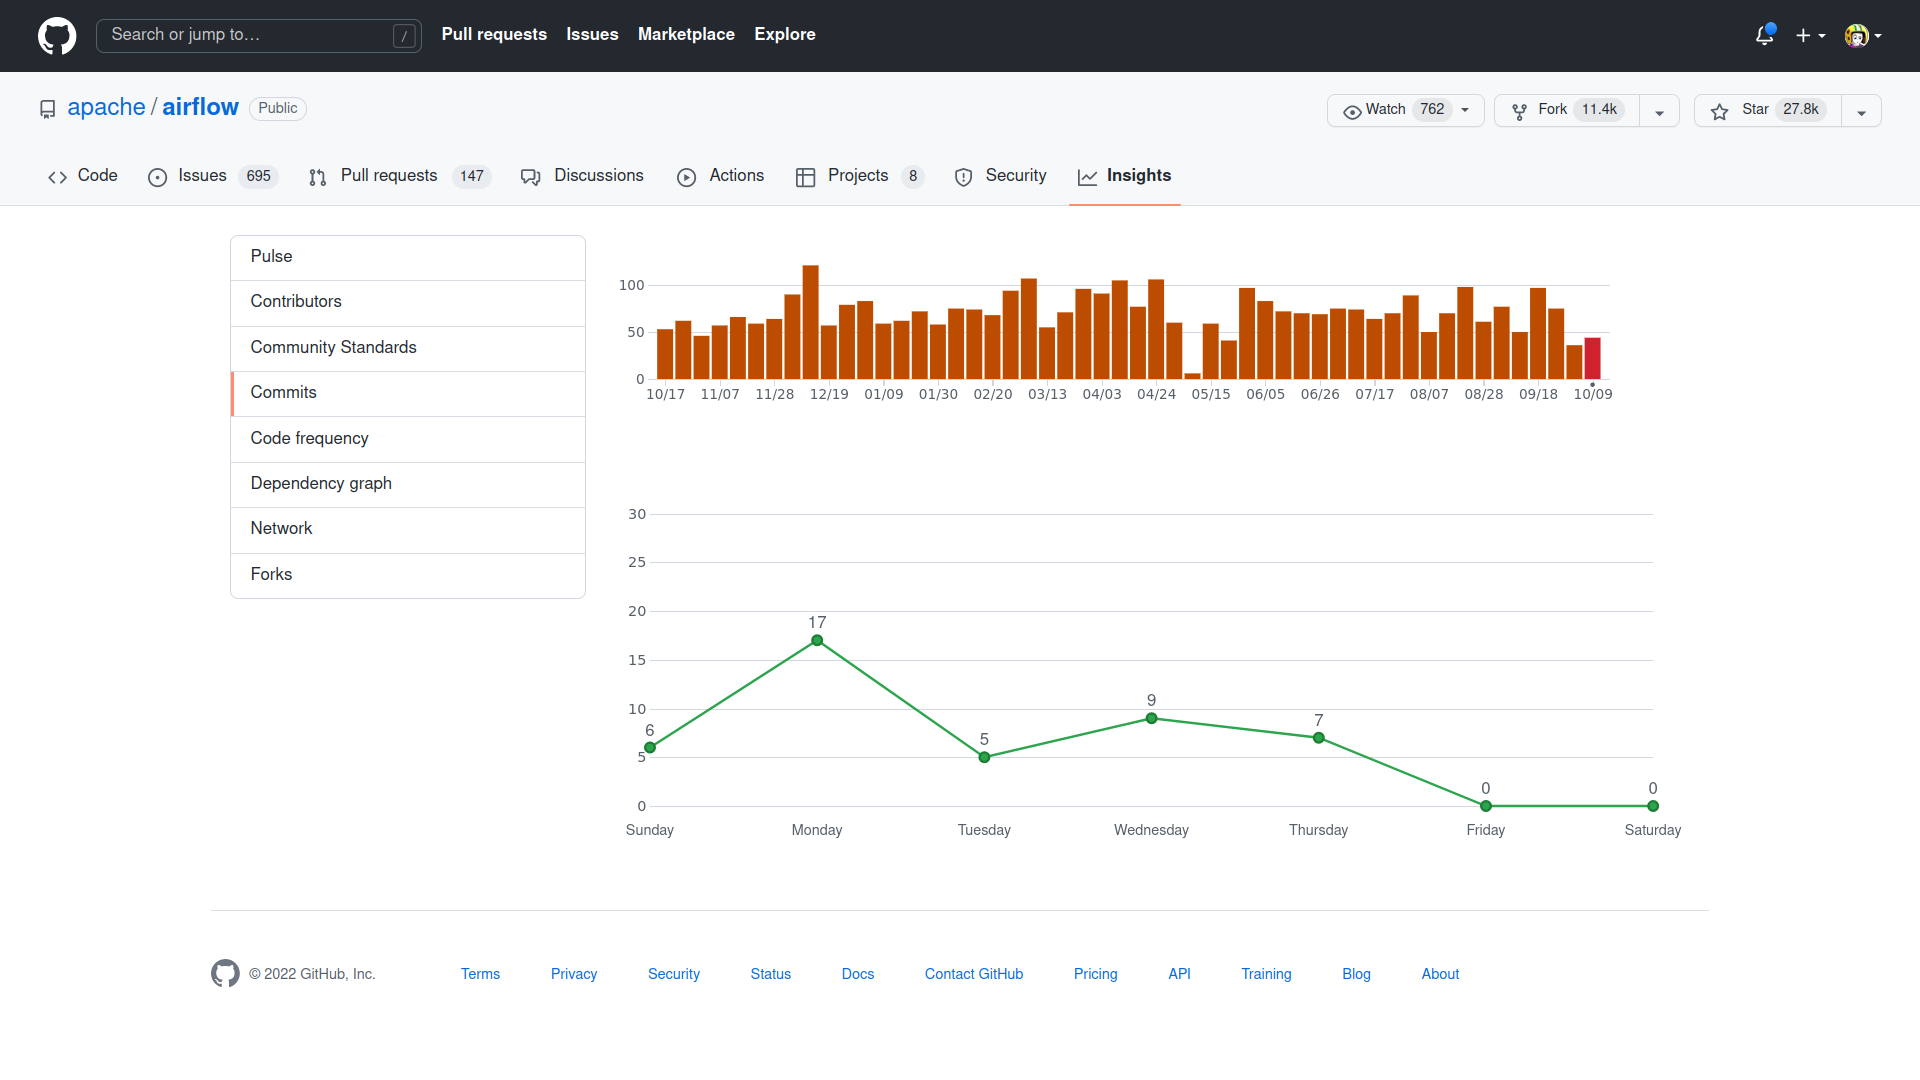 Search or jump to… / Pull requests Issues Marketplace Explore
apache / airflow Public Watch 762 Fork 11.4k Star 27.8k
Code Issues 695 Pull requests 147 Discussions Actions Projects 8 Security Insights
Pulse
Contributors
Community Standards
Commits
Code frequency
Dependency graph
Network
Forks
100
50
0
10/17 11/07 11/28 12/19 01/09 01/30 02/20 03/13 04/03 04/24 05/15 06/05 06/26 07/17 08/07 08/28 09/18 10/09
30
25
20
17
15
9
10
7
6
5
5
0 0
0
Sunday Monday Tuesday Wednesday Thursday Friday Saturday
© 2022 GitHub, Inc. Terms Privacy Security Status Docs Contact GitHub Pricing API Training Blog About